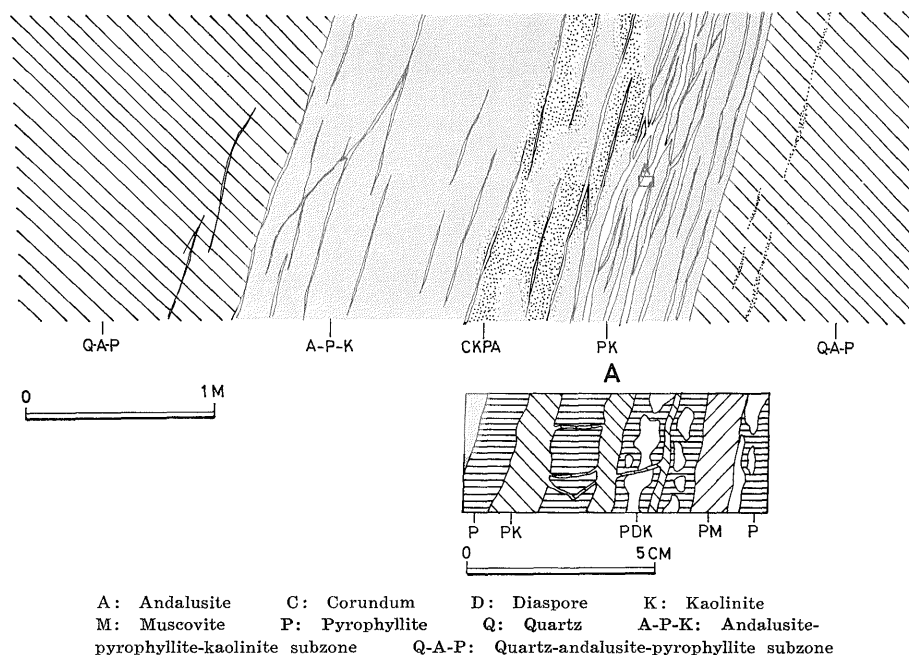 Q-A-P A-P-K CKPA PK Q-A-P
A
0 1 M
A
P PK PDK PM P
0 5 CM
A: Andalusite C: Corundum D: Diaspore K: Kaolinite
M: Muscovite P: Pyrophyllite Q: Quartz A-P-K: Andalusite-
pyrophyllite-kaolinite subzone Q-A-P: Quartz-andalusite-pyrophyllite subzone